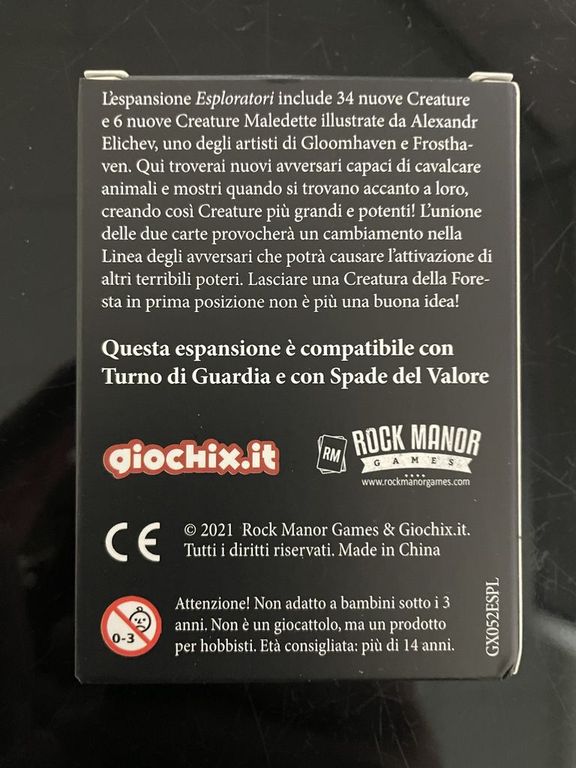 L'espansione Esploratori include 34 nuove Creature
e 6 nuove Creature Maledette illustrate da Alexandr
Elichev, uno degli artisti di Gloomhaven e Frostha-
ven. Qui troverai nuovi avversari capaci di cavalcare
animali e mostri quando si trovano accanto a loro,
creando così Creature più grandi e potenti! L'unione
delle due carte provocherà un cambiamento nella
Linea degli avversari che potrà causare l'attivazione di
altri terribili poteri. Lasciare una Creatura della Fore-
sta in prima posizione non è più una buona idea!
Questa espansione è compatibile con
Turno di Guardia e con Spade del Valore
giochix.it
RM
ROCK MANOR
GAMES
www.rockmanorgames.com
CE
© 2021 Rock Manor Games & Giochix.it.
Tutti i diritti riservati. Made in China
0-3
Attenzione! Non adatto a bambini sotto i 3
anni. Non è un giocattolo, ma un prodotto
per hobbisti. Età consigliata: più di 14 anni.
GX052ESPL